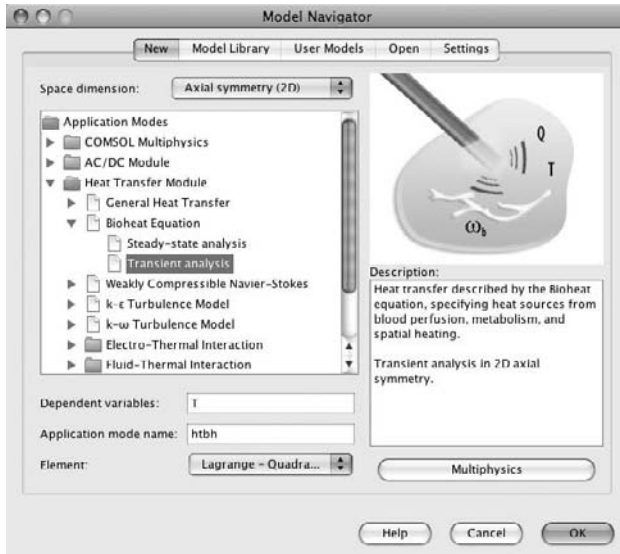 Model Navigator
New Model Library User Models Open Settings
Space dimension: Axial symmetry (2D)
Application Modes
COMSOL Multiphysics
AC/DC Module
Heat Transfer Module
General Heat Transfer
Bioheat Equation
Steady-state analysis
Transient analysis
Weakly Compressible Navier-Stokes
k-ε Turbulence Model
k-ω Turbulence Model
Electro-Thermal Interaction
Fluid-Thermal Interaction
Q
T
ωb
Description:
Heat transfer described by the Bioheat
equation, specifying heat sources from
blood perfusion, metabolism, and
spatial heating.
Transient analysis in 2D axial
symmetry.
Dependent variables: T
Application mode name: htbh
Element: Lagrange - Quadra...
Multiphysics
Help Cancel OK